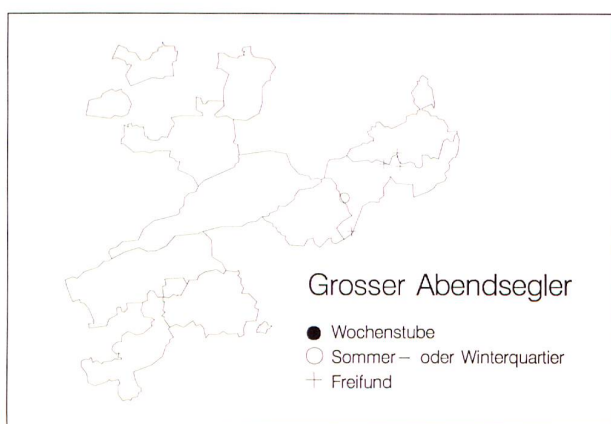 Grosser Abendsegler
Wochenstube
Sommer– oder Winterquartier
Freifund